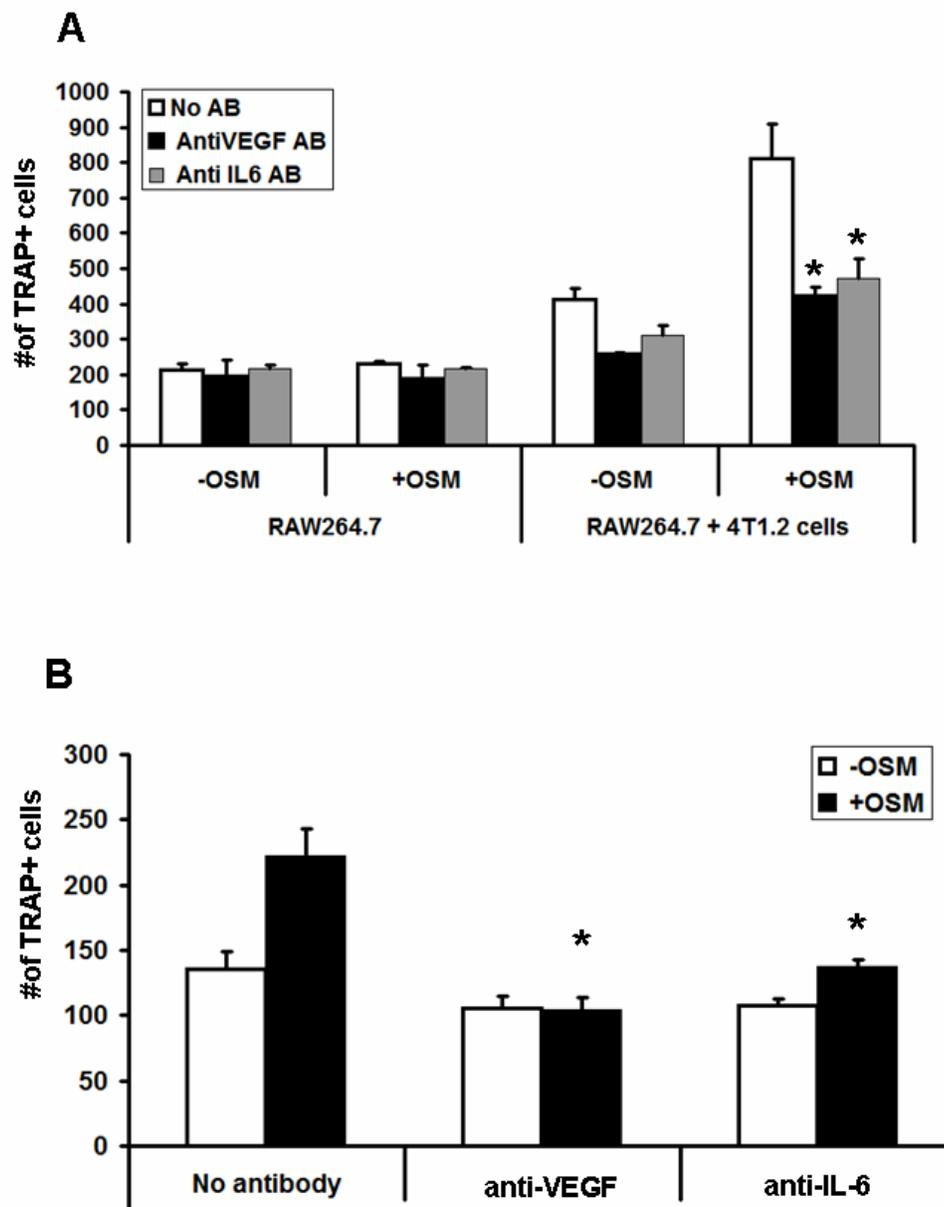 A
1000
900
800
700
600
500
400
300
200
100
0
#of TRAP+ cells
No AB
AntiVEGF AB
Anti IL6 AB
*
*
-OSM
+OSM
-OSM
+OSM
RAW264.7
RAW264.7 + 4T1.2 cells
B
300
250
200
150
100
50
0
#of TRAP+ cells
-OSM
+OSM
*
*
No antibody
anti-VEGF
anti-IL-6